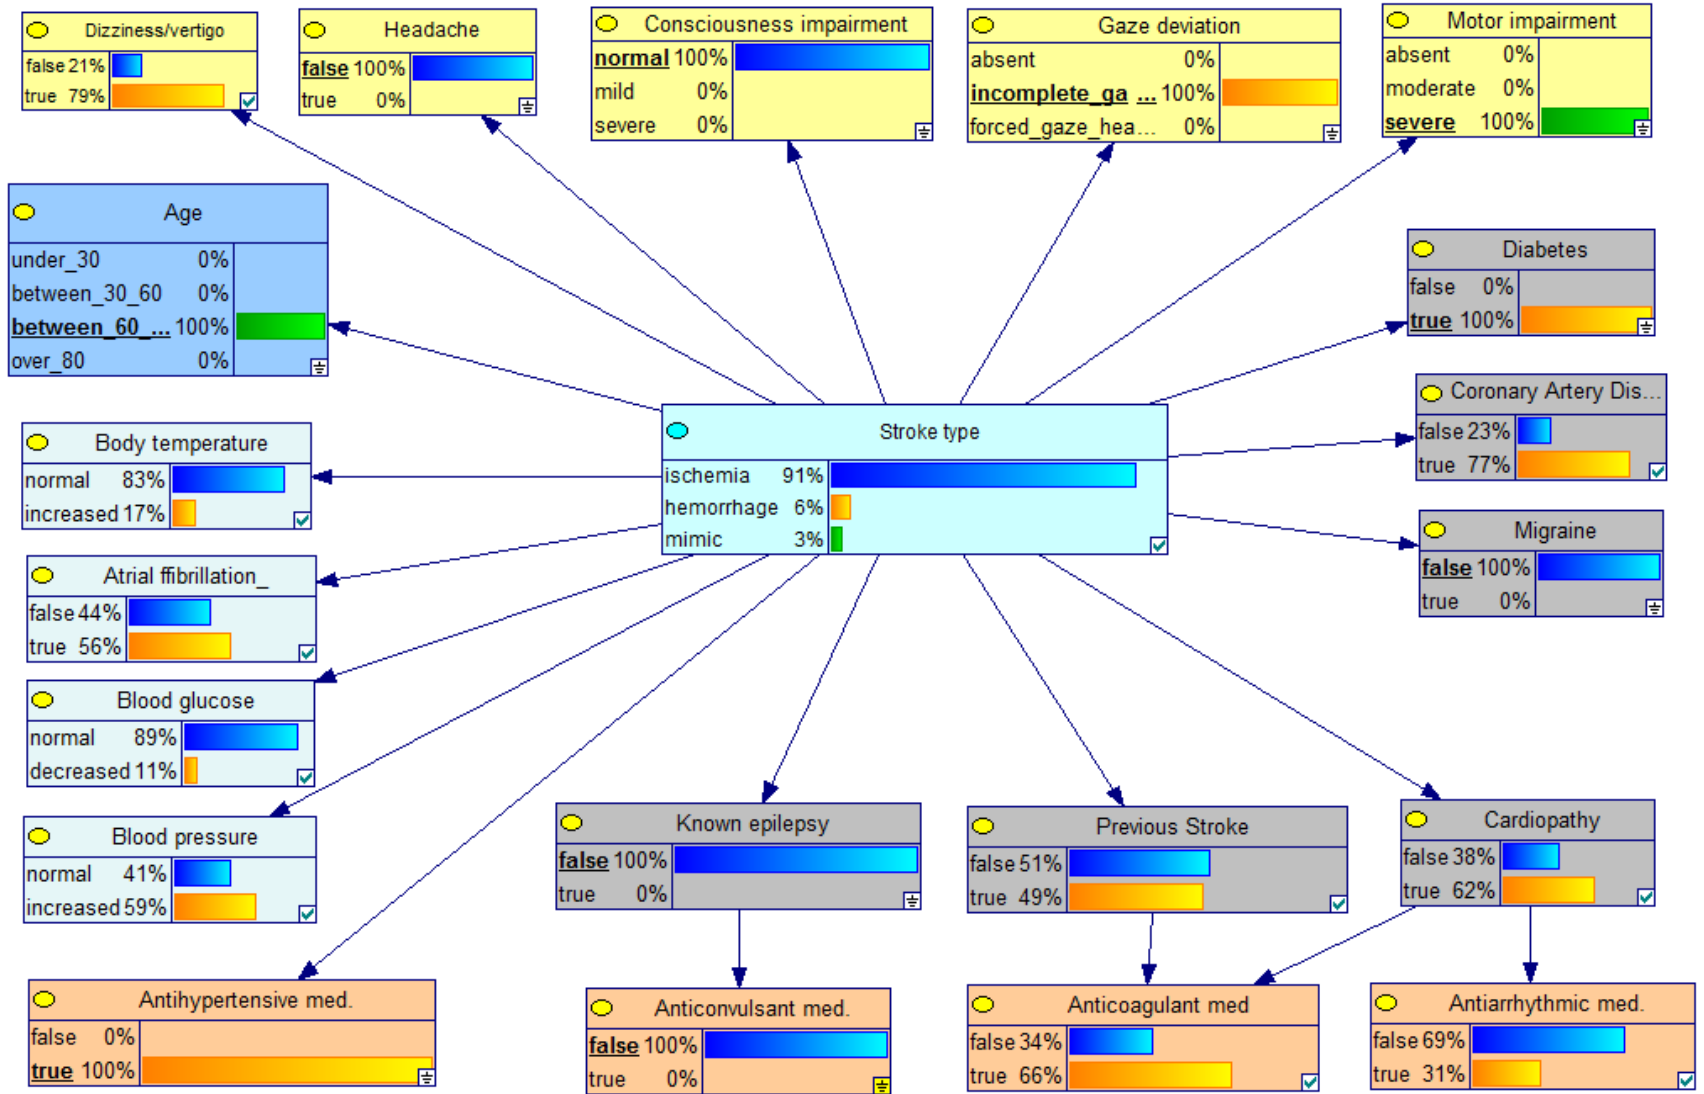 Dizziness/vertigo
false 21%
true 79%
Headache
false 100%
true 0%
Consciousness impairment
normal 100%
mild 0%
severe 0%
Gaze deviation
absent 0%
incomplete_ga ... 100%
forced_gaze_hea... 0%
Motor impairment
absent 0%
moderate 0%
severe 100%
Age
under_30 0%
between_30_60 0%
between_60_... 100%
over_80 0%
Diabetes
false 0%
true 100%
Coronary Artery Dis...
false 23%
true 77%
Stroke type
ischemia 91%
hemorrhage 6%
mimic 3%
Body temperature
normal 83%
increased 17%
Migraine
false 100%
true 0%
Atrial ffibrillation_
false 44%
true 56%
Blood glucose
normal 89%
decreased 11%
Blood pressure
normal 41%
increased 59%
Known epilepsy
false 100%
true 0%
Previous Stroke
false 51%
true 49%
Cardiopathy
false 38%
true 62%
Antihypertensive med.
false 0%
true 100%
Anticonvulsant med.
false 100%
true 0%
Anticoagulant med
false 34%
true 66%
Antiarrhythmic med.
false 69%
true 31%